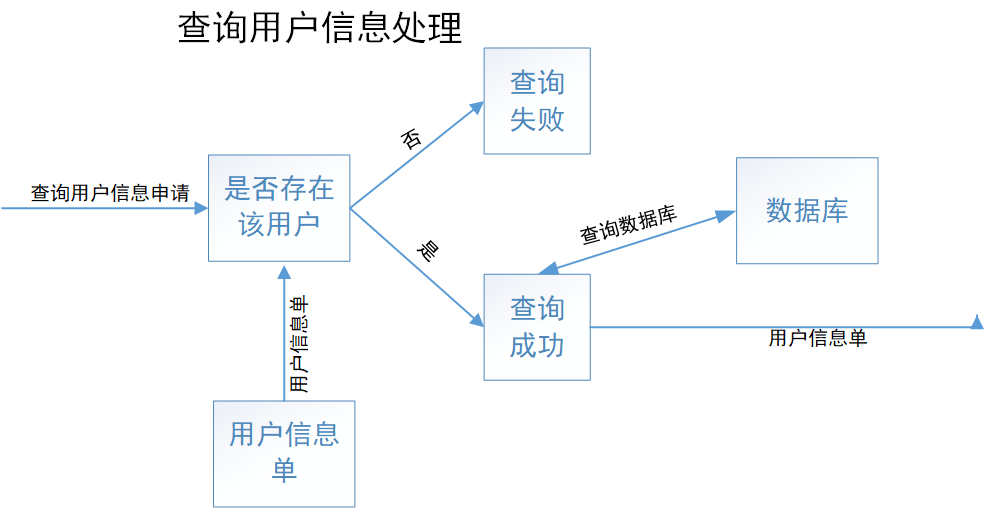 查询用户信息处理
查询
失败
否
查询用户信息申请
是否存在
该用户
数据库
查询数据库
是
查询
成功
用户信息单
用户信息单
用户信息
单